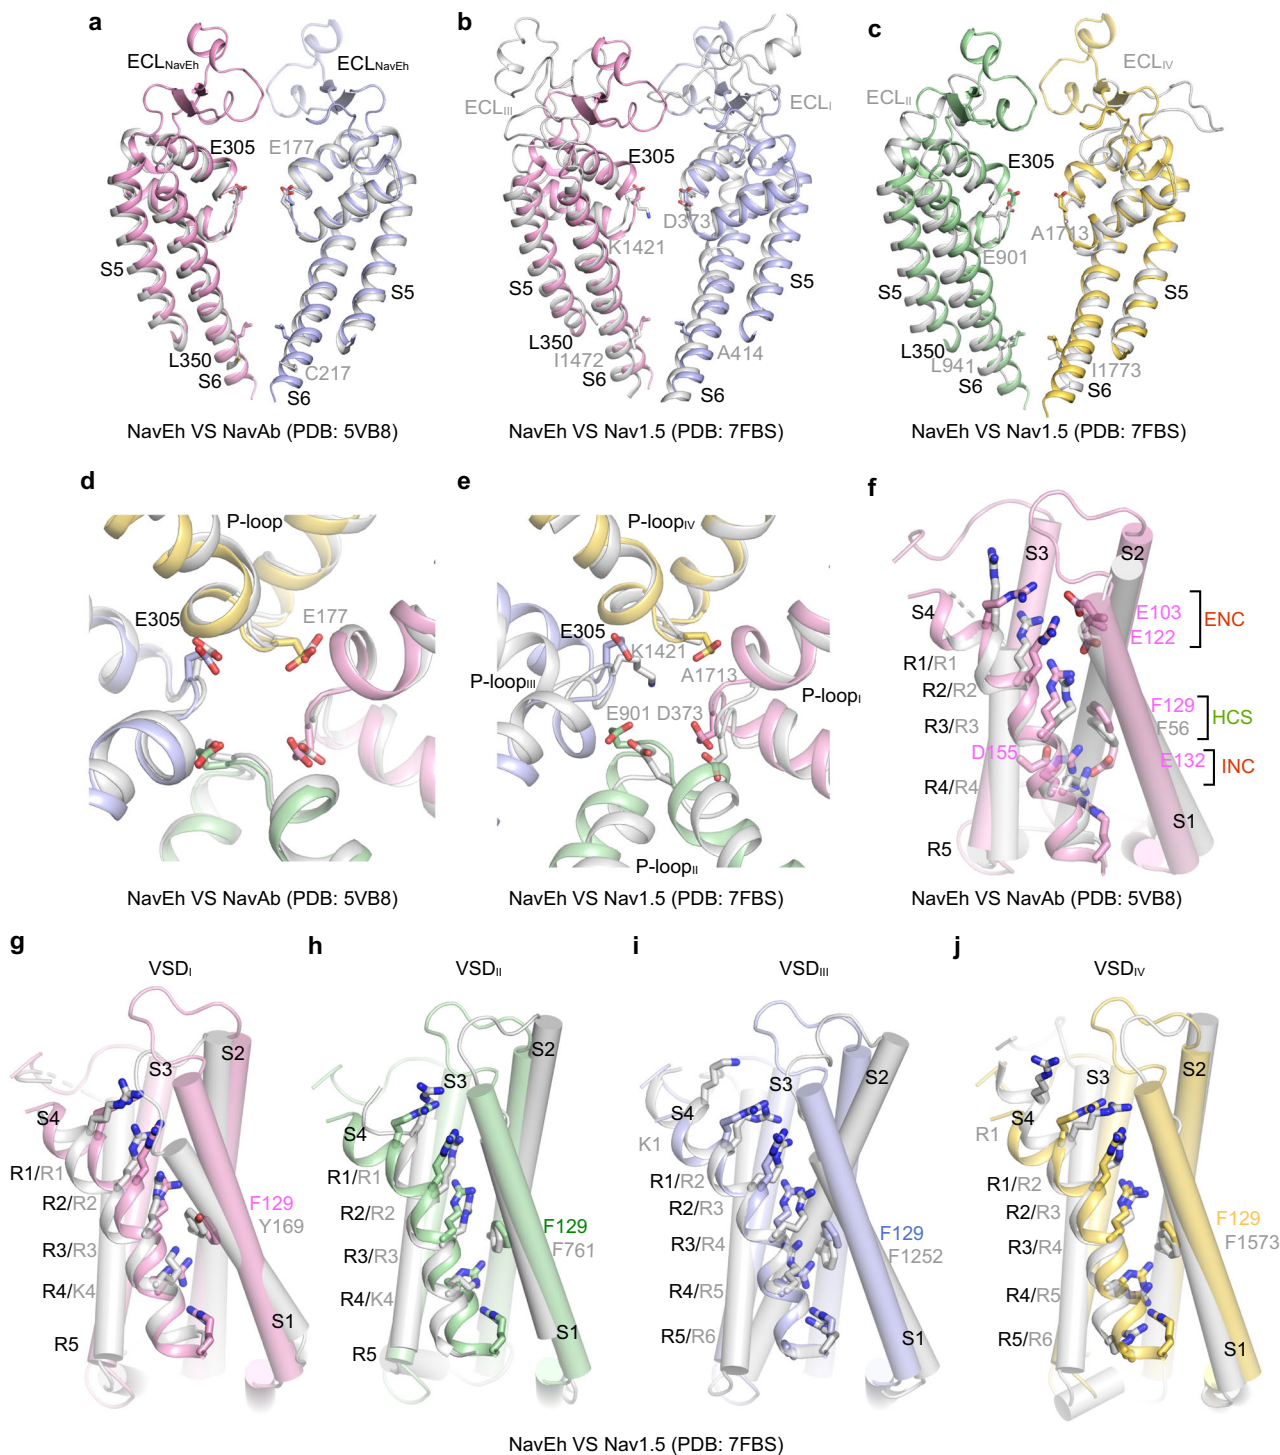 a
ECLNavEh
ECLNavEh
E305
E177
S5
S5
L350
S6
C217
S6
NavEh VS NavAb (PDB: 5VB8)
b
ECLIII
ECLI
E305
D373
K1421
S5
S5
L350
I1472
A414
S6
S6
NavEh VS Nav1.5 (PDB: 7FBS)
c
ECLII
ECLIV
E305
A1713
E901
S5
S5
L350
L941
I1773
S6
S6
NavEh VS Nav1.5 (PDB: 7FBS)
d
P-loop
E305
E177
NavEh VS NavAb (PDB: 5VB8)
e
P-loopIV
E305
K1421
A1713
P-loopIII
P-loopI
E901 D373
P-loopII
NavEh VS Nav1.5 (PDB: 7FBS)
f
S3
S2
S4
E103
E122
ENC
R1/R1
R2/R2
R3/R3
F129
F56
HCS
D155
E132
INC
R4/R4
S1
R5
NavEh VS NavAb (PDB: 5VB8)
g
VSDI
S3
S2
S4
R1/R1
R2/R2
F129
Y169
R3/R3
R4/K4
S1
R5
h
VSDII
S2
S3
S4
R1/R1
R2/R2
F129
F761
R3/R3
R4/K4
S1
R5
i
VSDIII
S3
S2
S4
K1
R1/R2
R2/R3
R3/R4
F129
F1252
R4/R5
R5/R6
S1
j
VSDIV
S3
S2
S4
R1
R1/R2
R2/R3
F129
F1573
R3/R4
R4/R5
R5/R6
S1
NavEh VS Nav1.5 (PDB: 7FBS)